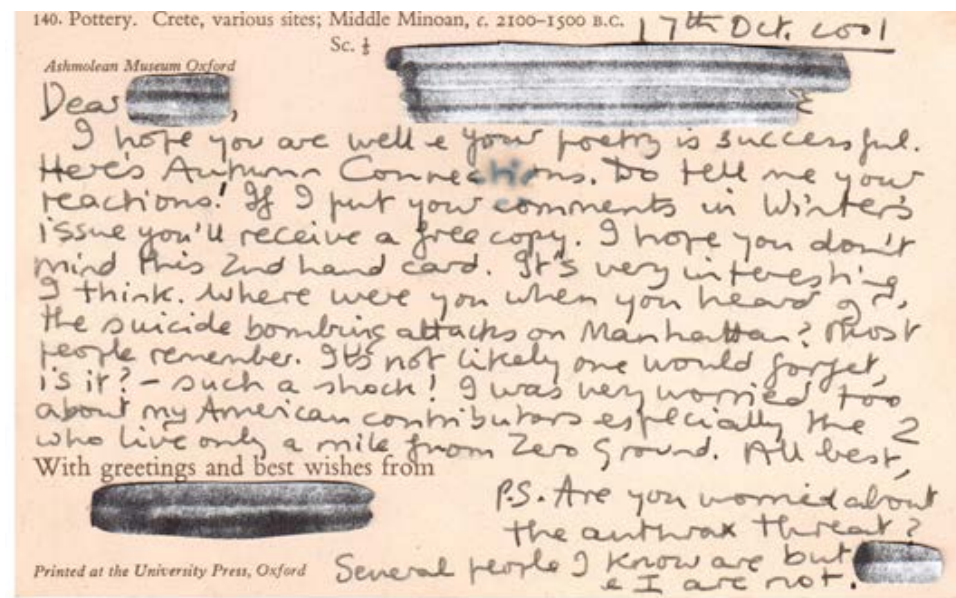 140. Pottery. Crete, various sites; Middle Minoan, c. 2100–1500 B.C.
Sc. ⅓
17th Oct. 2001
Ashmolean Museum Oxford
Dear ,
I hope you are well & your poetry is successful.
Here's Autumn Connections. Do tell me your
reactions! If I put your comments in Winter's
issue you'll receive a free copy. I hope you don't
mind this 2nd hand card. It's very interesting,
I think. Where were you when you heard of
the suicide bombing attacks on Manhattan? Most
people remember. It's not likely one would forget,
is it? – such a shock! I was very worried too
about my American contributors especially the 2
who live only a mile from Zero Ground. All best,
With greetings and best wishes from
P.S. Are you worried about
the anthrax threat?
Several people I know are but
& I are not.
Printed at the University Press, Oxford